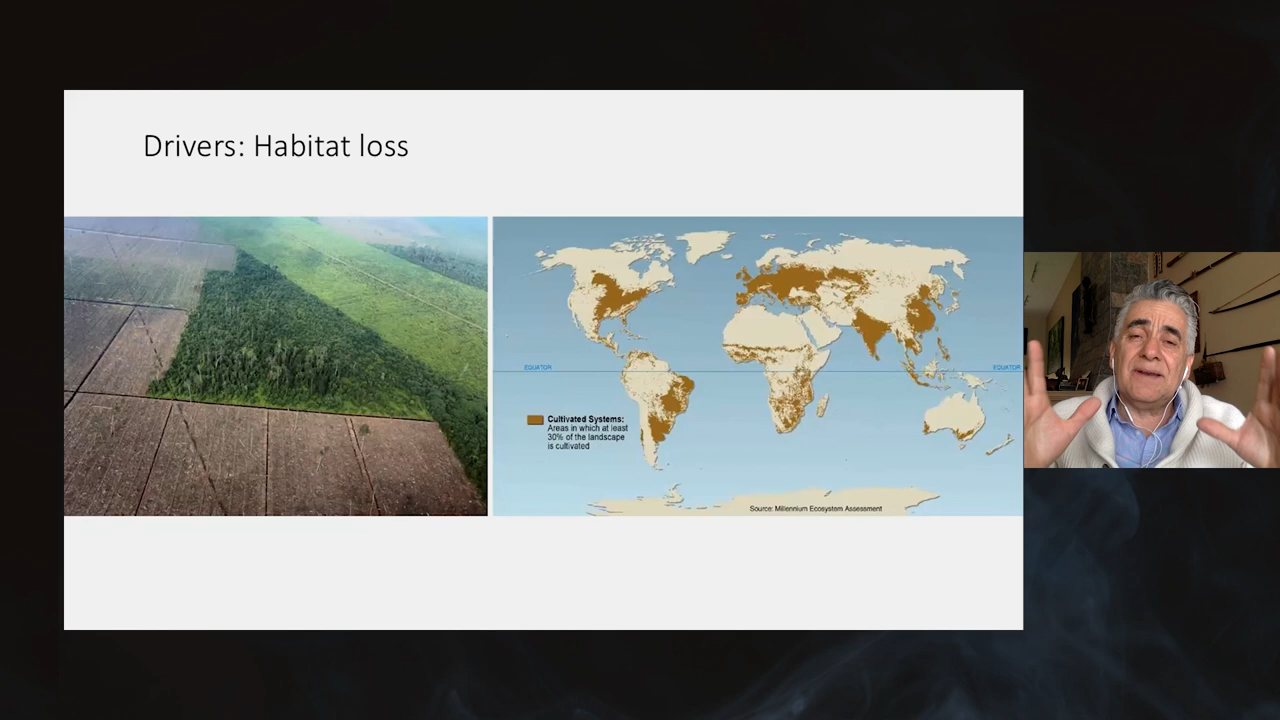 Drivers: Habitat loss
EQUATOR
EQUATOR
Cultivated Systems:
Areas in which at least
30% of the landscape
is cultivated
Source: Millennium Ecosystem Assessment